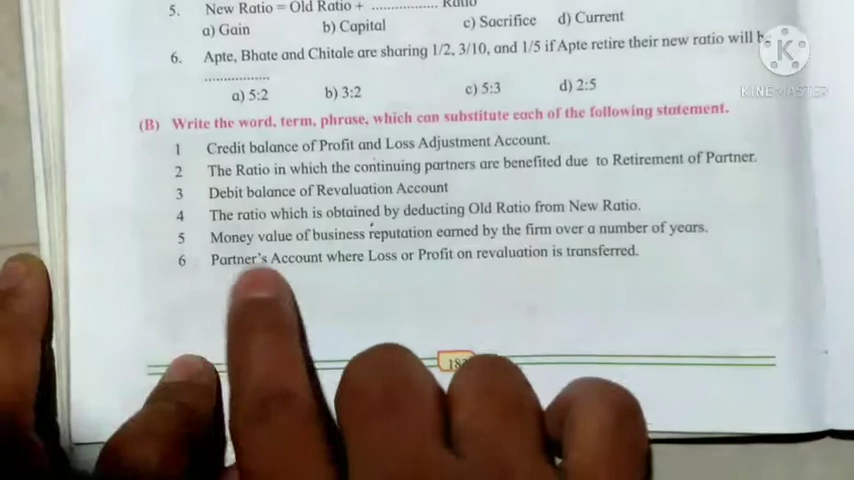 5. New Ratio = Old Ratio + ................ Ratio
a) Gain b) Capital c) Sacrifice d) Current
6. Apte, Bhate and Chitale are sharing 1/2, 3/10, and 1/5 if Apte retire their new ratio will
................
a) 5:2 b) 3:2 c) 5:3 d) 2:5
(B) Write the word, term, phrase, which can substitute each of the following statement.
1 Credit balance of Profit and Loss Adjustment Account.
2 The Ratio in which the continuing partners are benefited due to Retirement of Partner.
3 Debit balance of Revaluation Account
4 The ratio which is obtained by deducting Old Ratio from New Ratio.
5 Money value of business reputation earned by the firm over a number of years.
6 Partner's Account where Loss or Profit on revaluation is transferred.
K
KINEMASTER